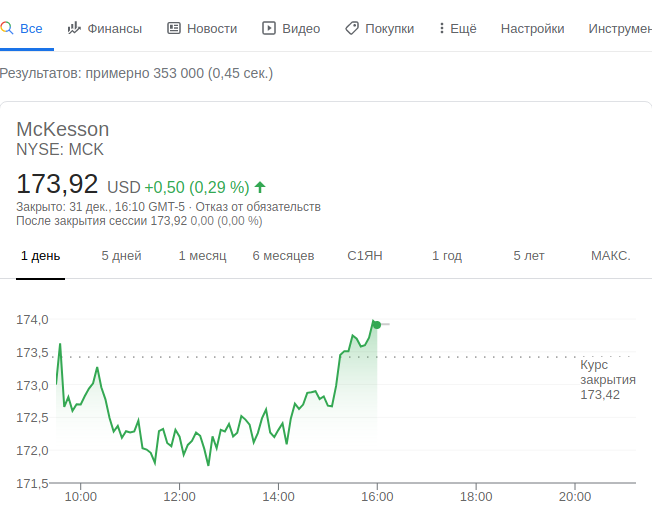 Все Финансы Новости Видео Покупки Ещё Настройки Инструмен
Результатов: примерно 353 000 (0,45 сек.)
McKesson
NYSE: MCK
173,92 USD +0,50 (0,29 %)
Закрыто: 31 дек., 16:10 GMT-5 · Отказ от обязательств
После закрытия сессии 173,92 0,00 (0,00 %)
1 день 5 дней 1 месяц 6 месяцев С1ЯН 1 год 5 лет МАКС.
174,0
173,5
Курс
закрытия
173,42
173,0
172,5
172,0
171,5
10:00 12:00 14:00 16:00 18:00 20:00